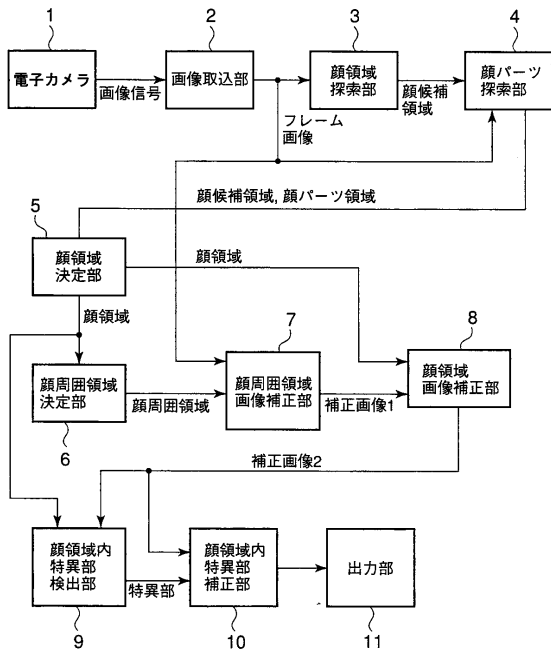 1
2
3
4
電子カメラ
画像信号
画像取込部
顔領域
探索部
顔候補
領域
顔パーツ
探索部
フレーム
画像
顔候補領域, 顔パーツ領域
5
顔領域
決定部
顔領域
顔領域
7
8
顔周囲領域
決定部
顔周囲領域
顔周囲領域
画像補正部
補正画像1
顔領域
画像補正部
6
補正画像2
顔領域内
特異部
検出部
特異部
顔領域内
特異部
補正部
出力部
9
10
11